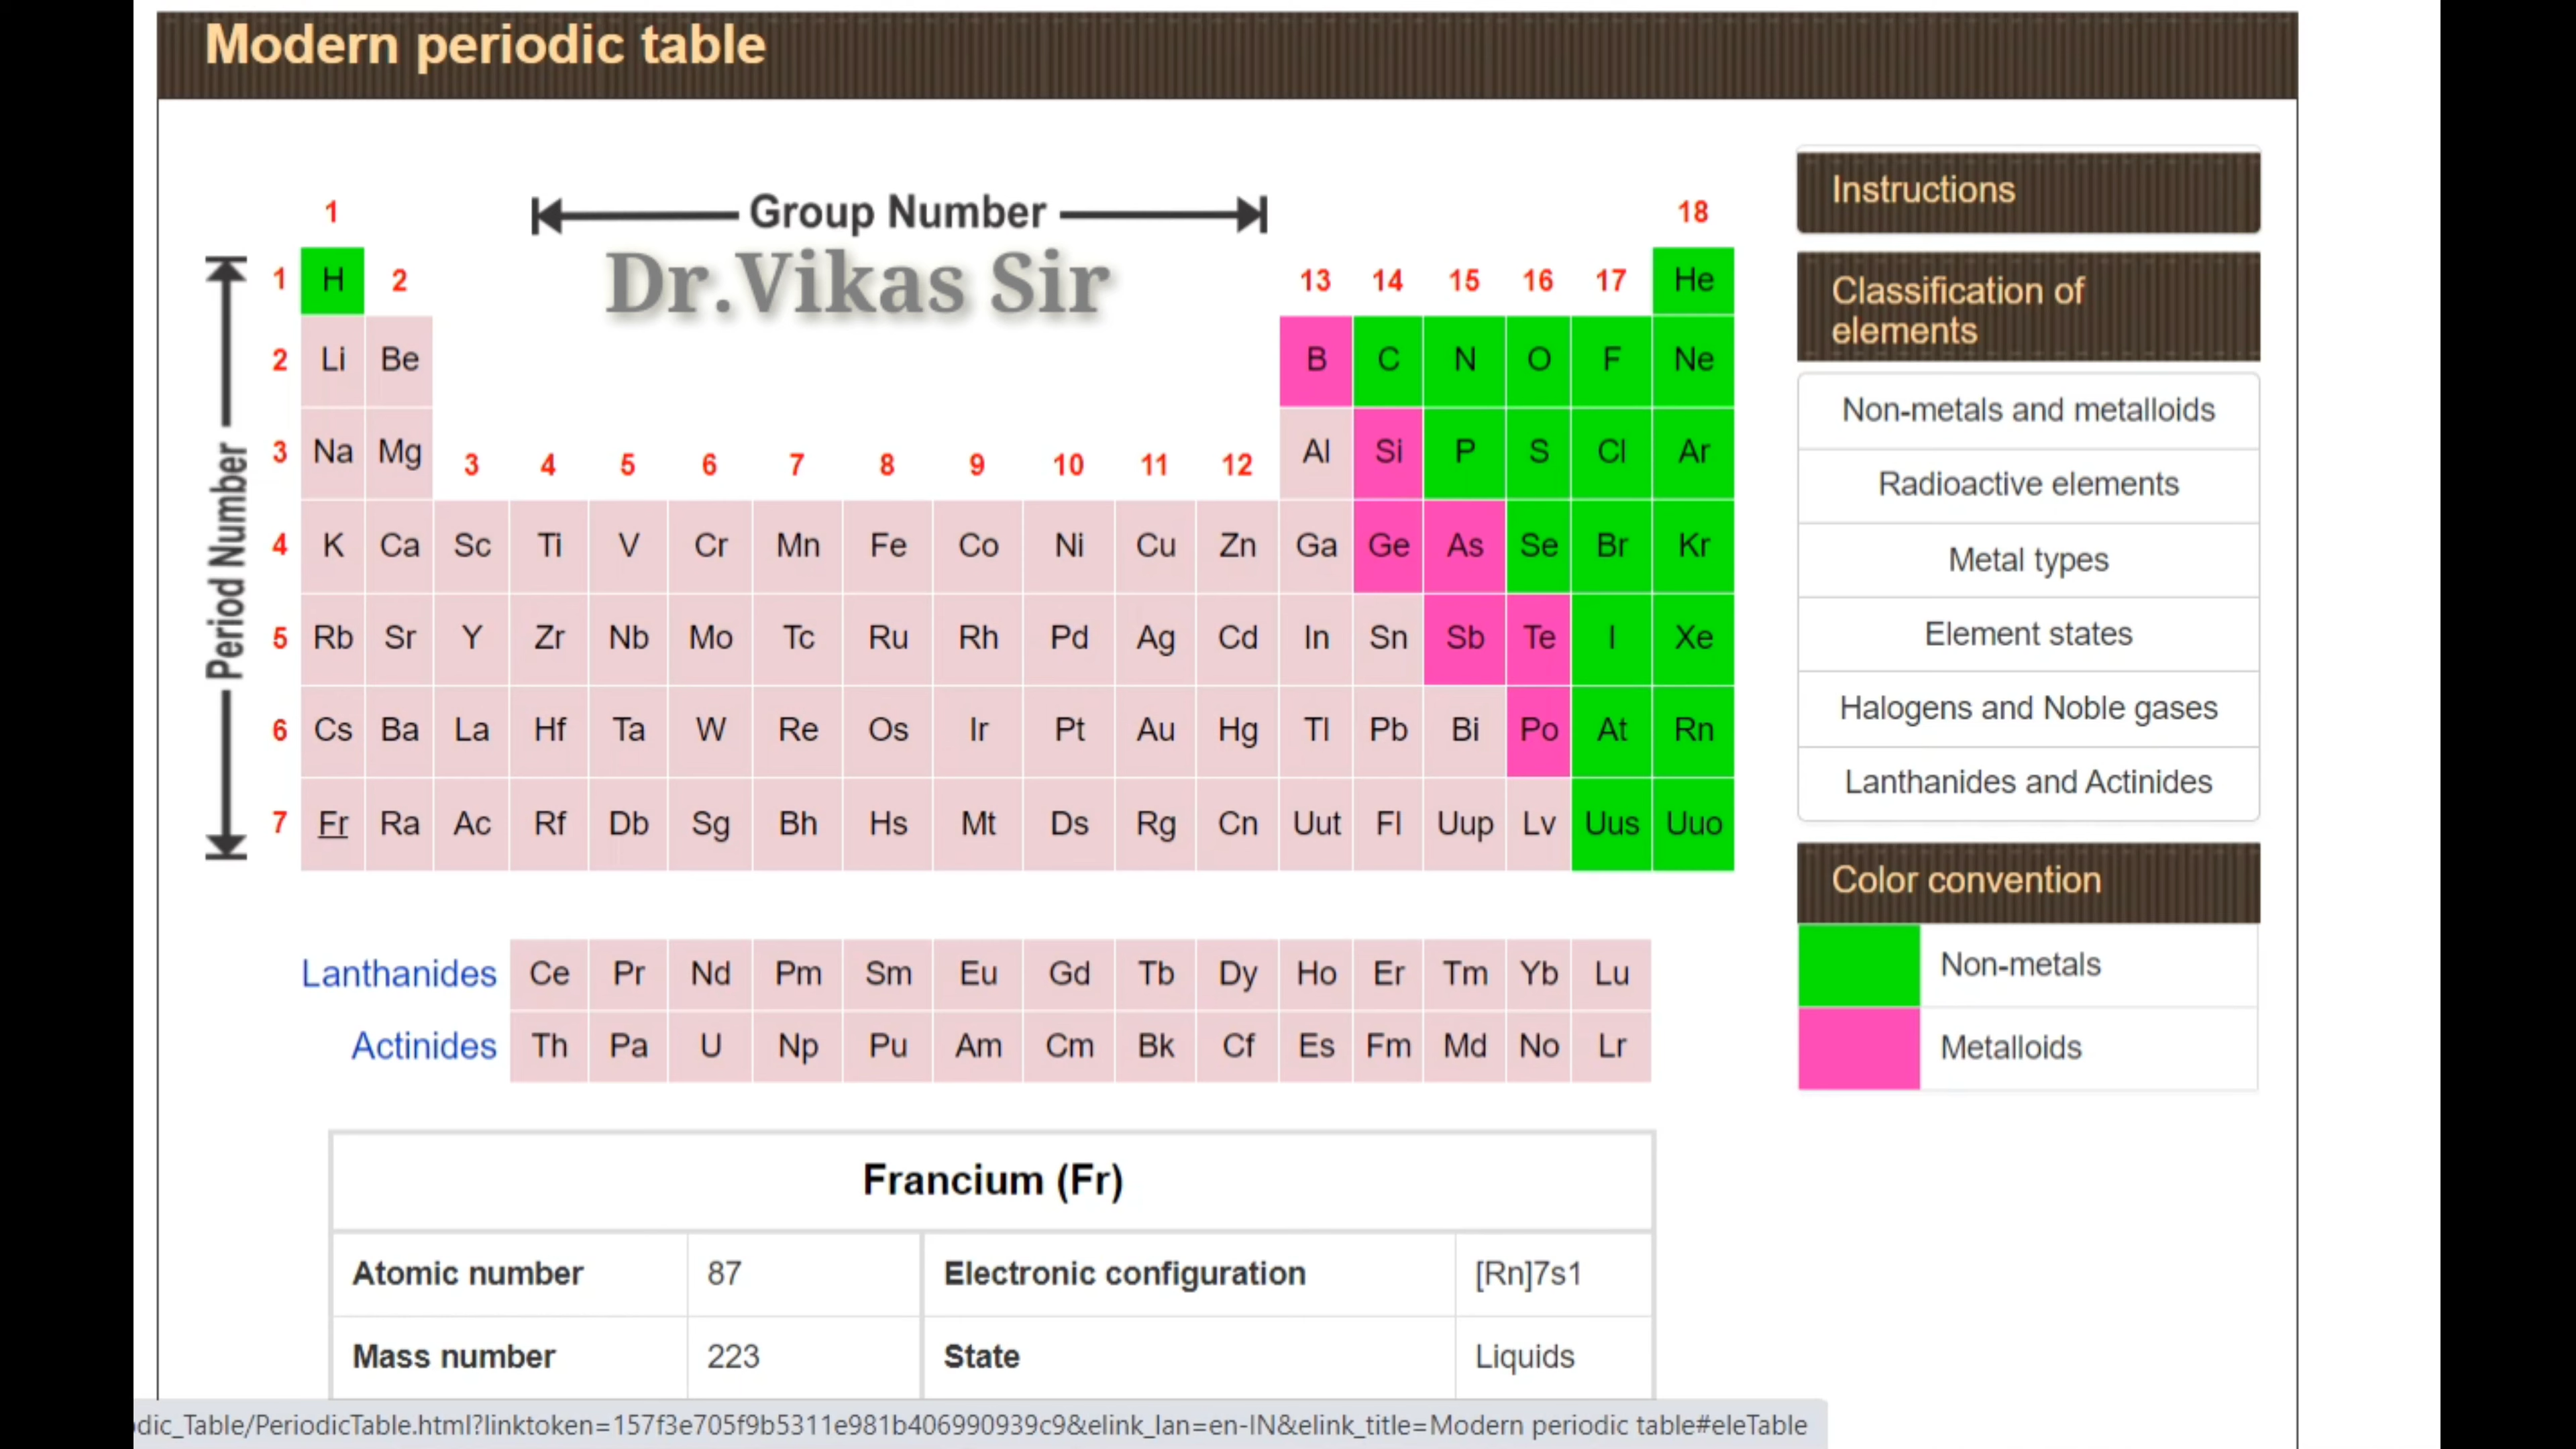 Modern periodic table
Group Number
Dr.Vikas Sir
Period Number
1 18
1 H 2 13 14 15 16 17 He
2 Li Be B C N O F Ne
3 Na Mg 3 4 5 6 7 8 9 10 11 12 Al Si P S Cl Ar
4 K Ca Sc Ti V Cr Mn Fe Co Ni Cu Zn Ga Ge As Se Br Kr
5 Rb Sr Y Zr Nb Mo Tc Ru Rh Pd Ag Cd In Sn Sb Te I Xe
6 Cs Ba La Hf Ta W Re Os Ir Pt Au Hg Tl Pb Bi Po At Rn
7 Fr Ra Ac Rf Db Sg Bh Hs Mt Ds Rg Cn Uut Fl Uup Lv Uus Uuo
Lanthanides Ce Pr Nd Pm Sm Eu Gd Tb Dy Ho Er Tm Yb Lu
Actinides Th Pa U Np Pu Am Cm Bk Cf Es Fm Md No Lr
Instructions
Classification of
elements
Non-metals and metalloids
Radioactive elements
Metal types
Element states
Halogens and Noble gases
Lanthanides and Actinides
Color convention
Non-metals
Metalloids
Francium (Fr)
Atomic number 87 Electronic configuration [Rn]7s1
Mass number 223 State Liquids
dic_Table/PeriodicTable.html?linktoken=157f3e705f9b5311e981b406990939c9&elink_lan=en-IN&elink_title=Modern periodic table#eleTable